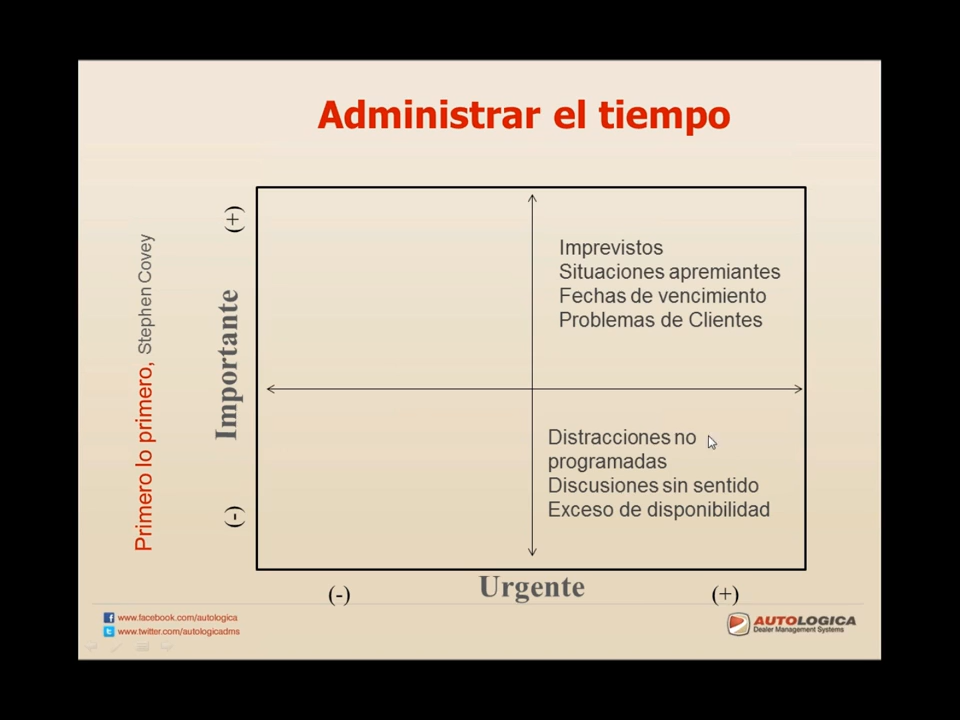 Administrar el tiempo
Primero lo primero, Stephen Covey
Importante
(+)
(-)
Imprevistos
Situaciones apremiantes
Fechas de vencimiento
Problemas de Clientes
Distracciones no
programadas
Discusiones sin sentido
Exceso de disponibilidad
(-)
Urgente
(+)
www.facebook.com/autologica
www.twitter.com/autologicadms
AUTOLOGICA
Dealer Management Systems